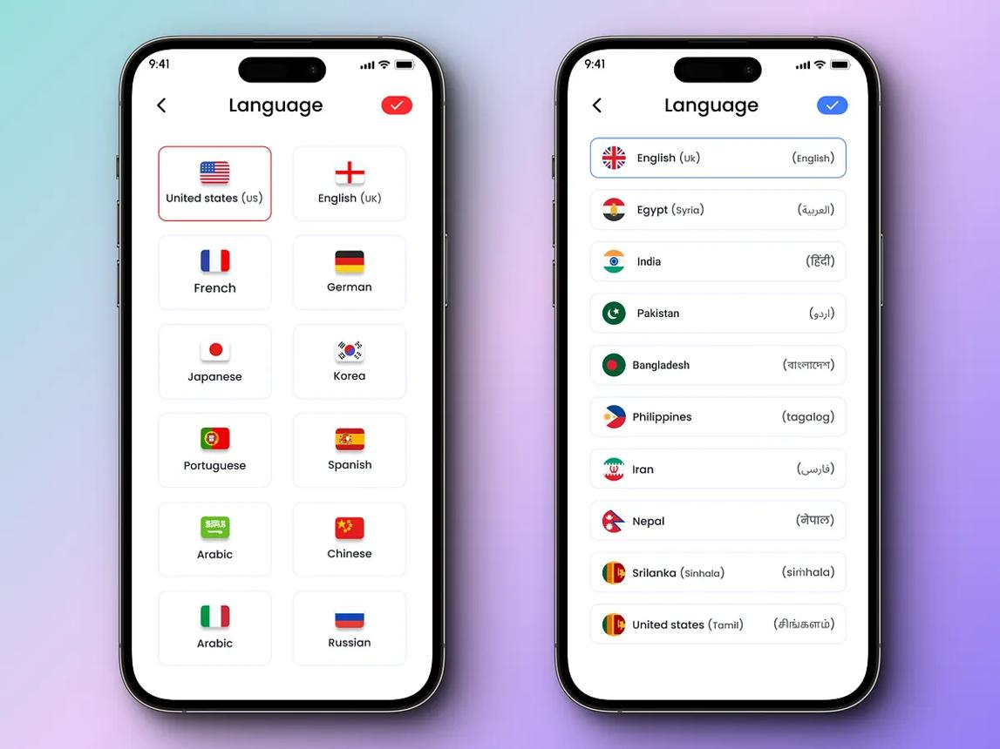 9:41
Language
United states (US)
English (UK)
French
German
Japanese
Korea
Portuguese
Spanish
Arabic
Chinese
Arabic
Russian
9:41
Language
English (Uk) (English)
Egypt (Syria) (العربية)
India (हिंदी)
Pakistan (اردو)
Bangladesh (বাংলাদেশ)
Philippines (tagalog)
Iran (فارسی)
Nepal (नेपाल)
Srilanka (Sinhala) (siṁhala)
United states (Tamil) (சிங்களம்)